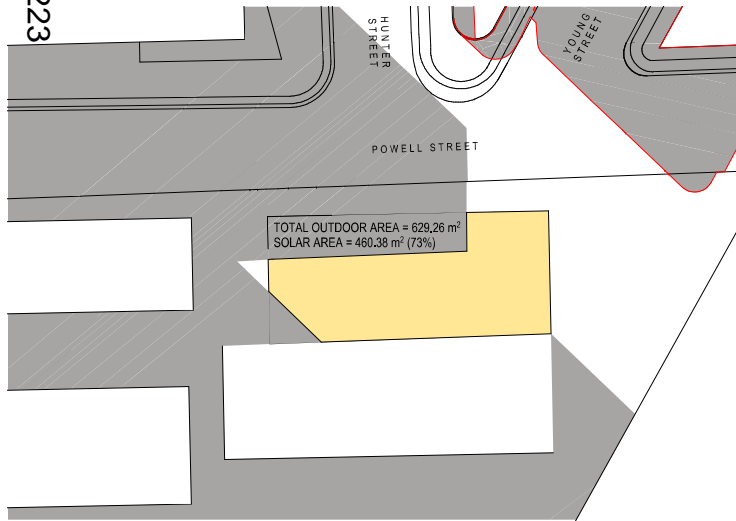 223
HUNTER
STREET
YOUNG
STREET
POWELL STREET
TOTAL OUTDOOR AREA = 629.26 m²
SOLAR AREA = 460.38 m² (73%)